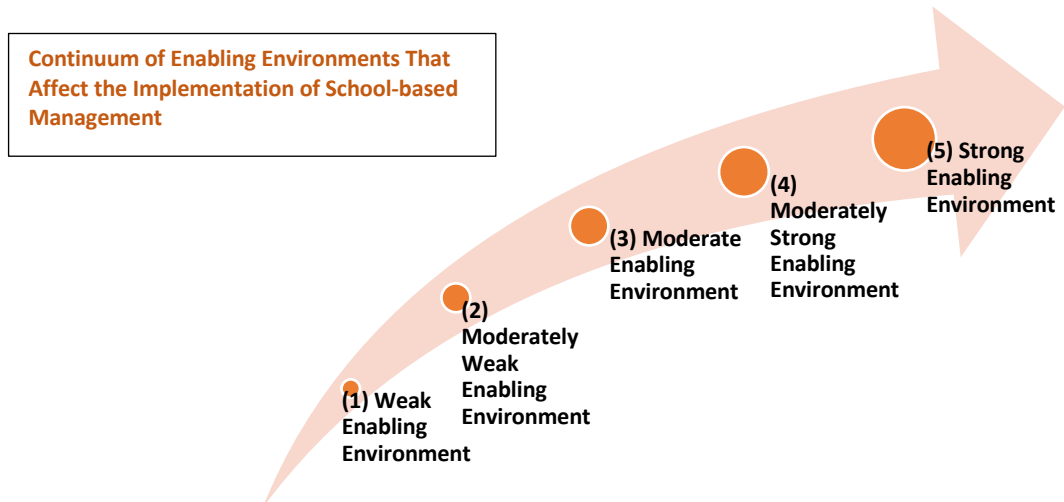 Continuum of Enabling Environments That
Affect the Implementation of School-based
Management
(1) Weak
Enabling
Environment
(2)
Moderately
Weak
Enabling
Environment
(3) Moderate
Enabling
Environment
(4)
Moderately
Strong
Enabling
Environment
(5) Strong
Enabling
Environment